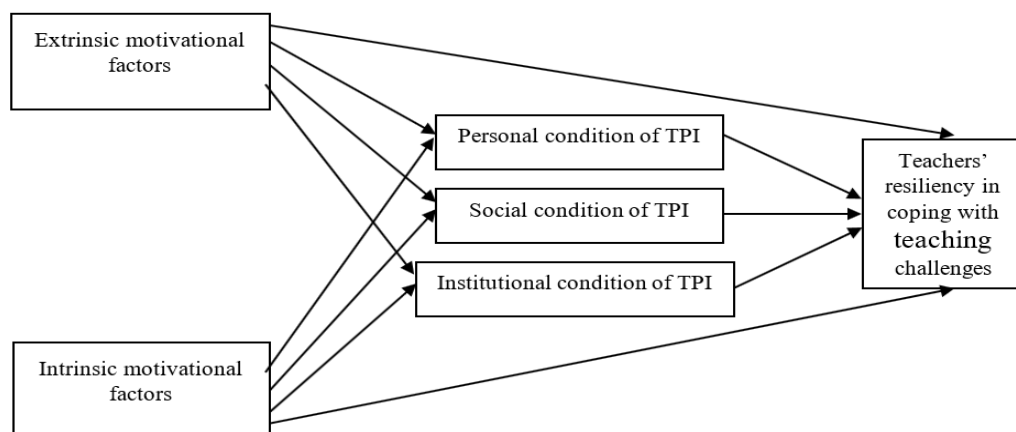 Extrinsic motivational
factors
Personal condition of TPI
Social condition of TPI
Institutional condition of TPI
Teachers'
resiliency in
coping with
teaching
challenges
Intrinsic motivational
factors